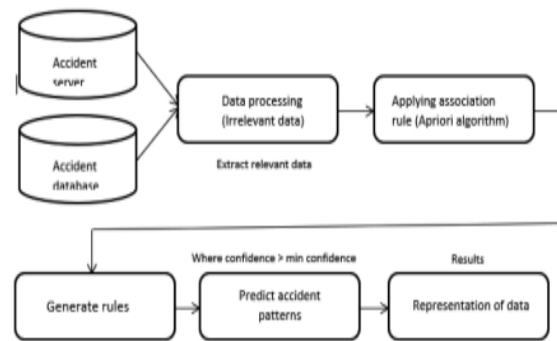 Accident
server
Data processing
(Irrelevant data)
Applying association
rule (Apriori algorithm)
Accident
database
Extract relevant data
Where confidence > min confidence
Results
Generate rules
Predict accident
patterns
Representation of data